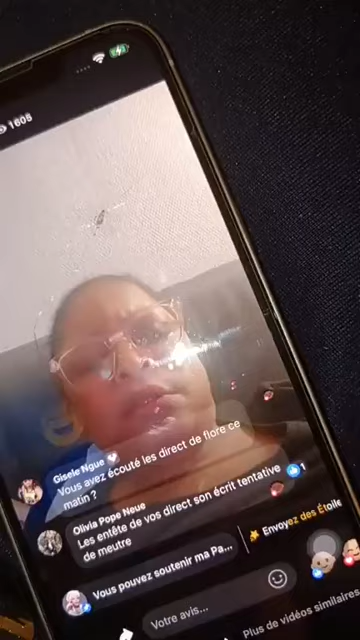 1605
Gisele Ngue
Vous avez écouté les direct de flore ce
matin ?
Olivia Pope Neue
Les entête de vos direct son écrit tentative
de meutre
1
Vous pouvez soutenir ma Pa...
Envoyez des Étoile
Votre avis...
Plus de vidéos similaires